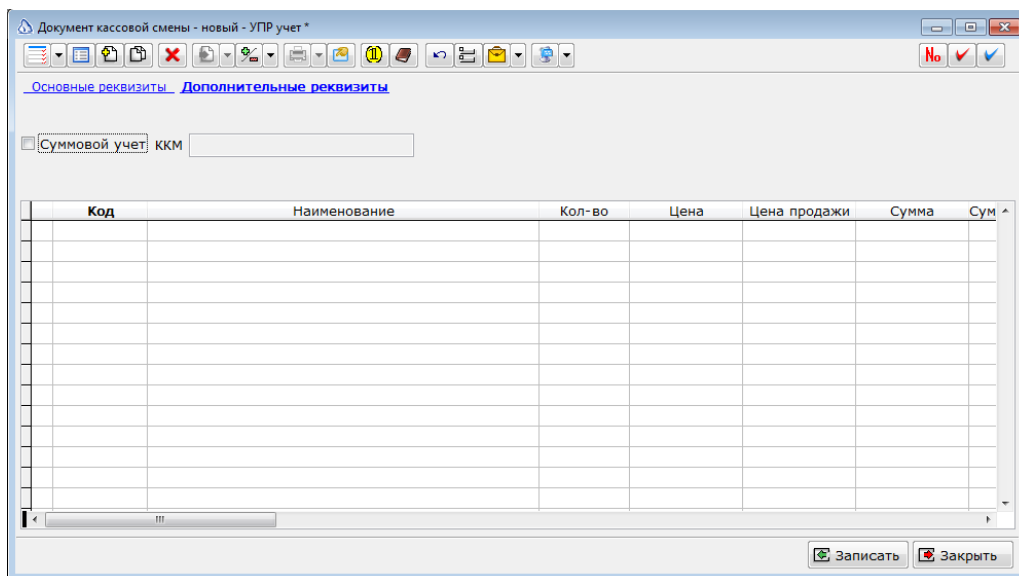 Документ кассовой смены - новый - УПР учет *
№
Основные реквизиты Дополнительные реквизиты
Суммовой учет ККМ
Код Наименование Кол-во Цена Цена продажи Сумма Сум
Записать Закрыть